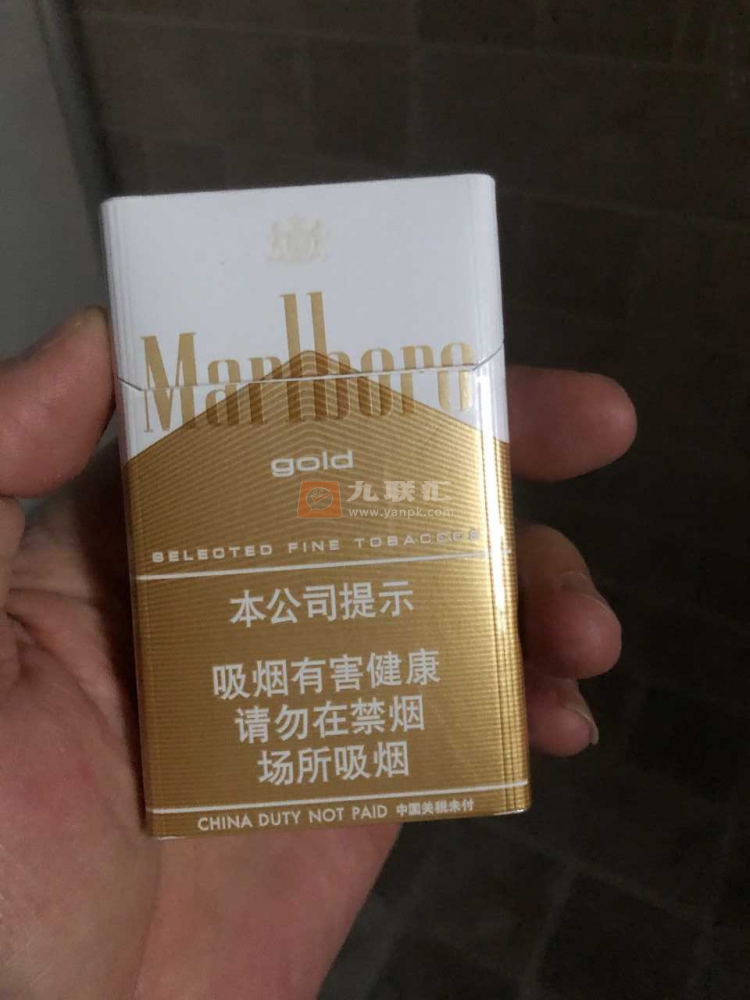 Marlboro
gold
九联汇
www.yanpk.com
SELECTED FINE TOBACCOS
本公司提示
吸烟有害健康
请勿在禁烟
场所吸烟
CHINA DUTY NOT PAID 中国关税未付